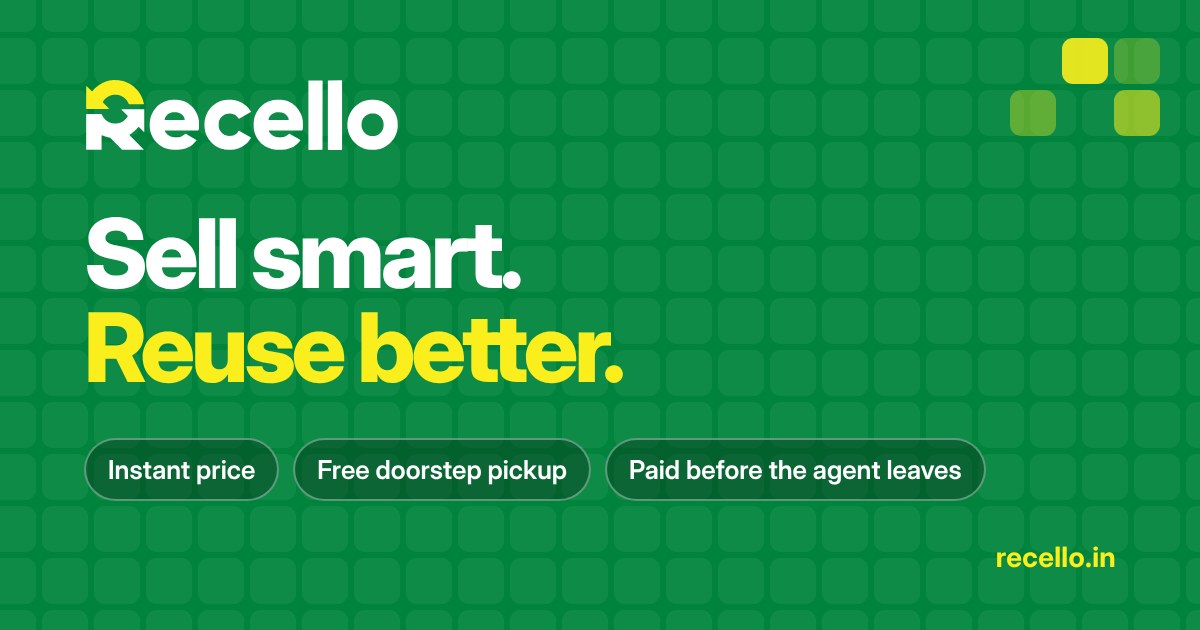 Recello
Sell smart.
Reuse better.
Instant price
Free doorstep pickup
Paid before the agent leaves
recello.in